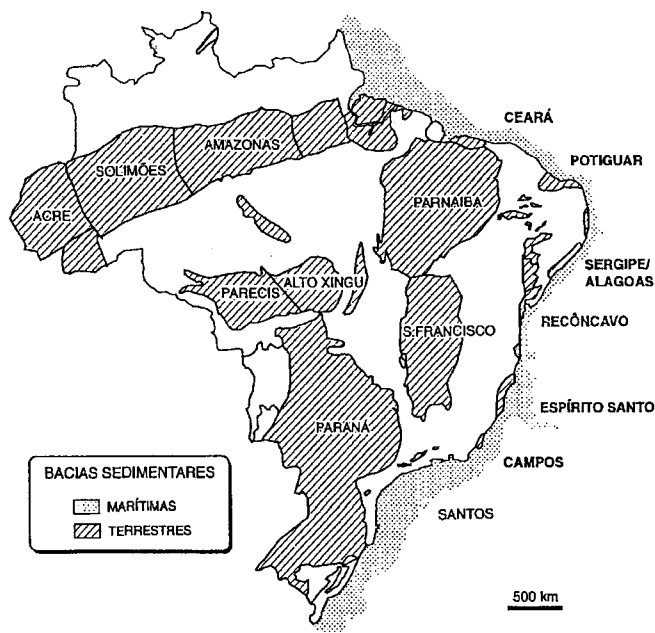 CEARÁ
POTIGUAR
AMAZONAS
SOLIMÕES
ACRE
PARNAIBA
SERGIPE/
ALAGOAS
ALTO XINGU
PARECIS
RECÔNCAVO
S.FRANCISCO
ESPÍRITO SANTO
PARANÁ
CAMPOS
SANTOS
BACIAS SEDIMENTARES
MARÍTIMAS
TERRESTRES
500 km